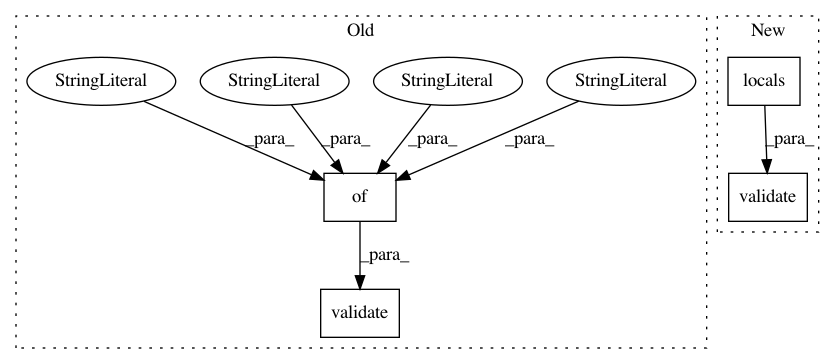 Old
New
StringLiteral StringLiteral StringLiteral StringLiteral locals
_para_ _para_ _para_ _para_ _para_
of validate
_para_
validate